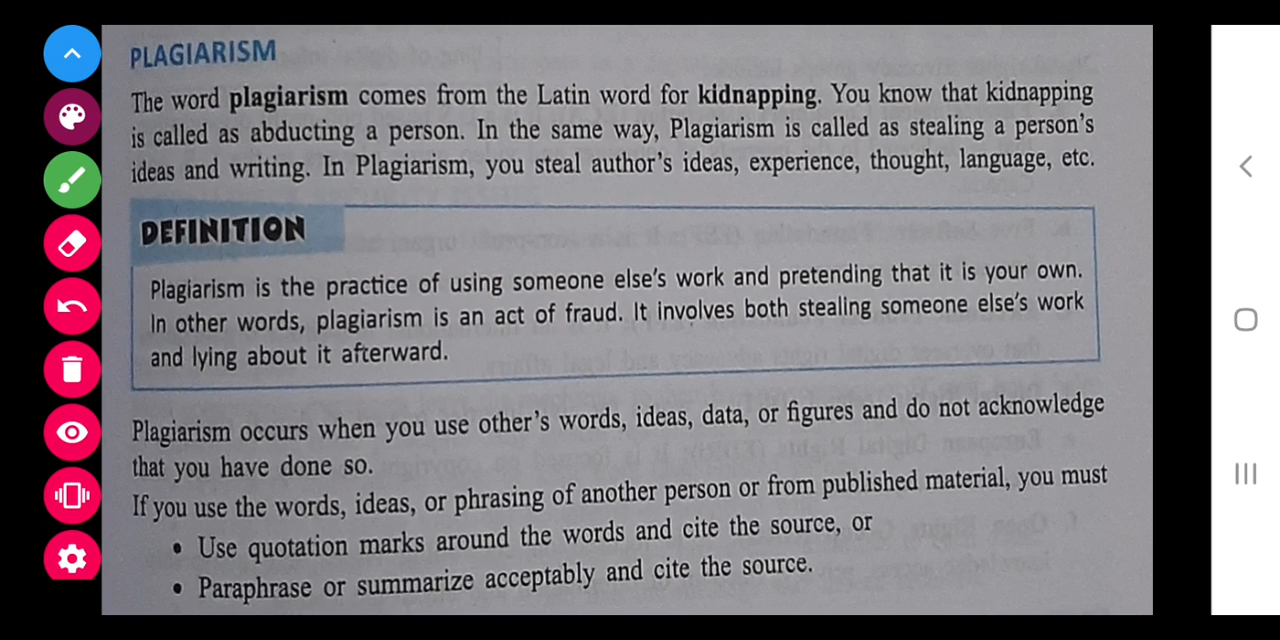 PLAGIARISM
The word plagiarism comes from the Latin word for kidnapping. You know that kidnapping
is called as abducting a person. In the same way, Plagiarism is called as stealing a person's
ideas and writing. In Plagiarism, you steal author's ideas, experience, thought, language, etc.
DEFINITION
Plagiarism is the practice of using someone else's work and pretending that it is your own.
In other words, plagiarism is an act of fraud. It involves both stealing someone else's work
and lying about it afterward.
Plagiarism occurs when you use other's words, ideas, data, or figures and do not acknowledge
that you have done so.
If you use the words, ideas, or phrasing of another person or from published material, you must
• Use quotation marks around the words and cite the source, or
• Paraphrase or summarize acceptably and cite the source.